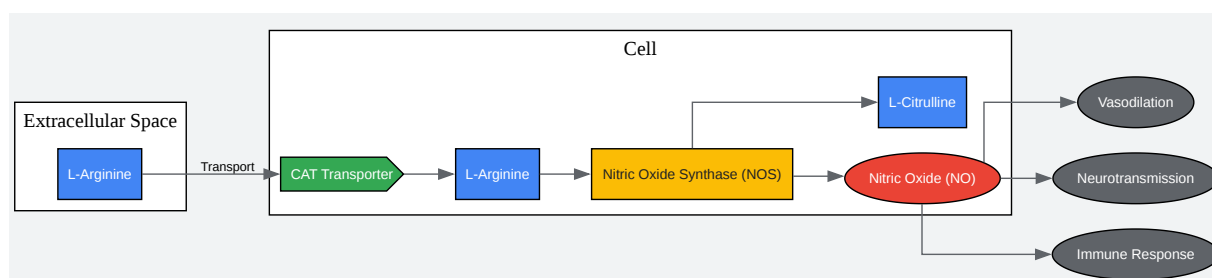 Cell
Extracellular Space
L-Arginine
Transport
CAT Transporter
L-Arginine
Nitric Oxide Synthase (NOS)
L-Citrulline
Nitric Oxide (NO)
Vasodilation
Neurotransmission
Immune Response